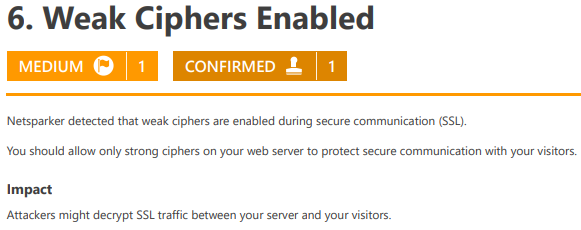 6. Weak Ciphers Enabled
MEDIUM 1 CONFIRMED 1
Netsparker detected that weak ciphers are enabled during secure communication (SSL).
You should allow only strong ciphers on your web server to protect secure communication with your visitors.
Impact
Attackers might decrypt SSL traffic between your server and your visitors.